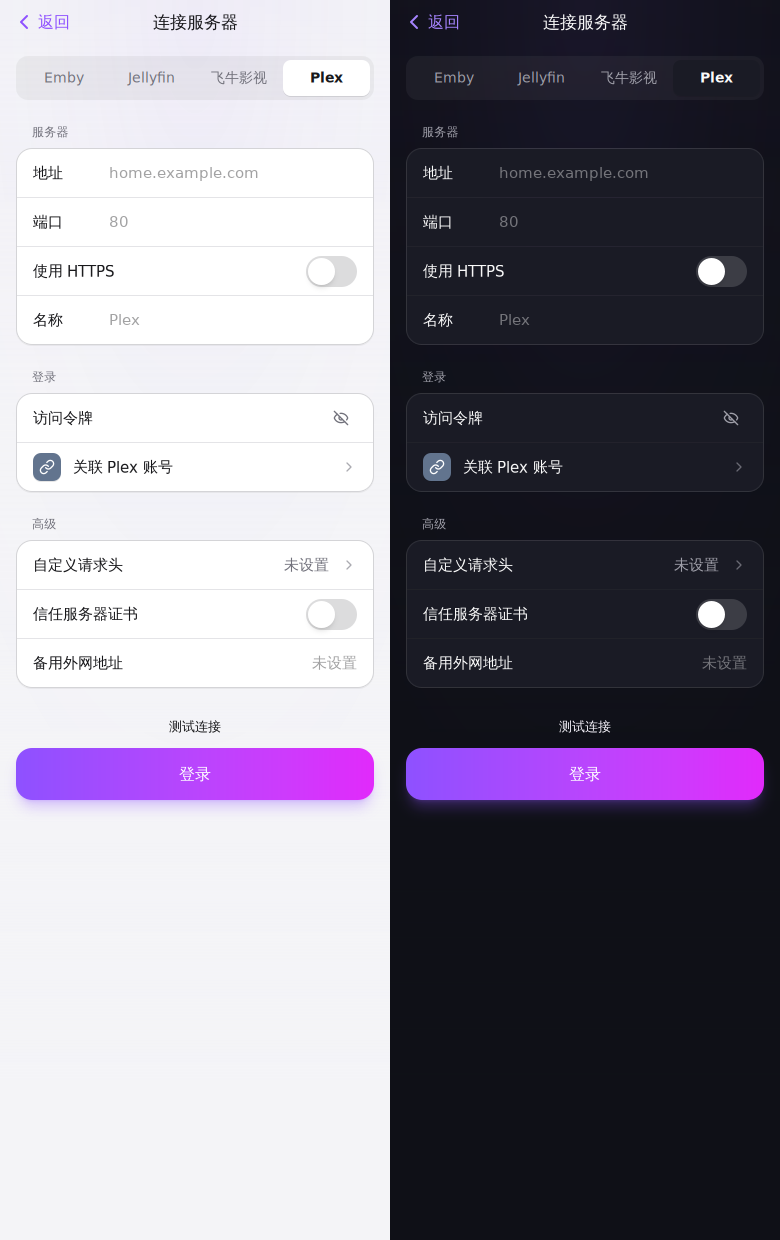 返回
连接服务器
Emby Jellyfin 飞牛影视 Plex
服务器
地址 home.example.com
端口 80
使用 HTTPS
名称 Plex
登录
访问令牌
关联 Plex 账号
高级
自定义请求头 未设置
信任服务器证书
备用外网地址 未设置
测试连接
登录
返回
连接服务器
Emby Jellyfin 飞牛影视 Plex
服务器
地址 home.example.com
端口 80
使用 HTTPS
名称 Plex
登录
访问令牌
关联 Plex 账号
高级
自定义请求头 未设置
信任服务器证书
备用外网地址 未设置
测试连接
登录